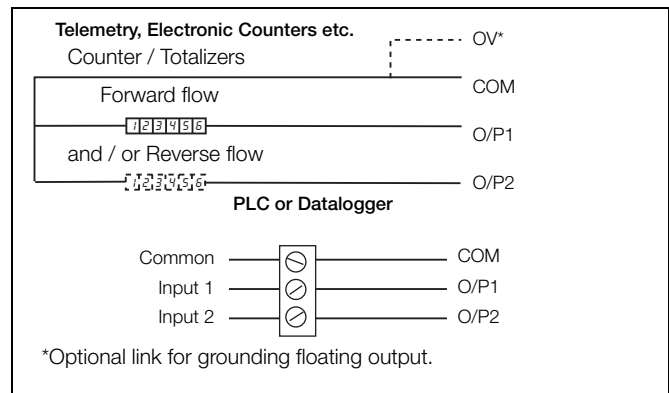 Telemetry, Electronic Counters etc.
OV*
Counter / Totalizers
COM
Forward flow
123456
O/P1
and / or Reverse flow
123456
O/P2
PLC or Datalogger
Common
COM
Input 1
O/P1
Input 2
O/P2
*Optional link for grounding floating output.